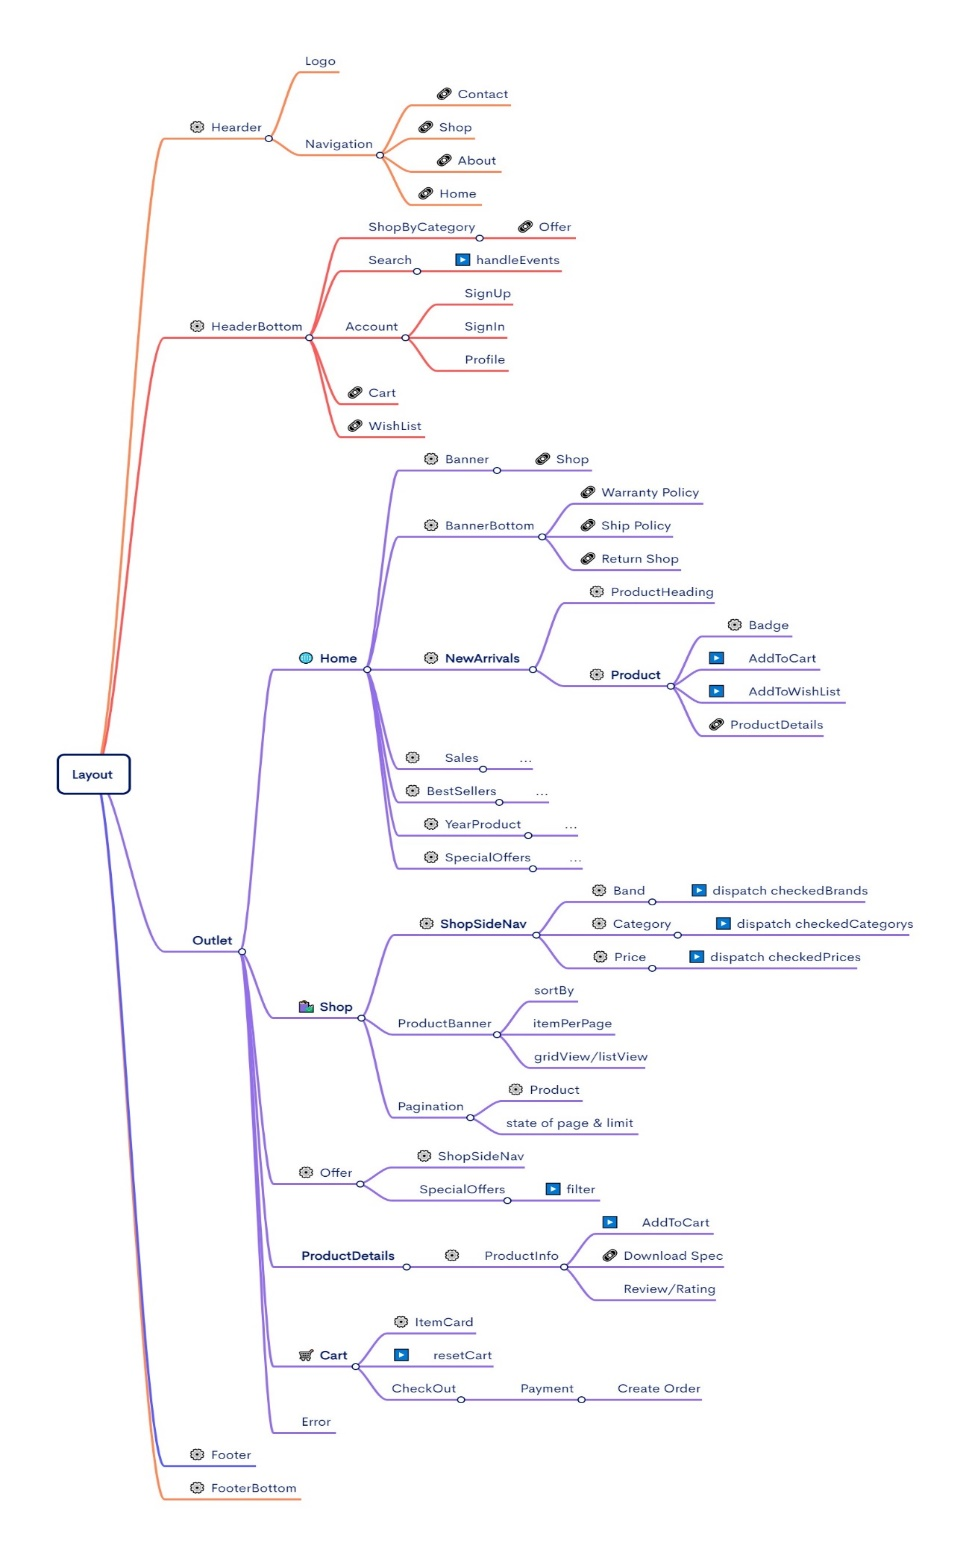 Logo
Contact
Hearder
Shop
Navigation
About
Home
ShopByCategory
Offer
Search
handleEvents
SignUp
HeaderBottom
Account
SignIn
Profile
Cart
WishList
Banner
Shop
Warranty Policy
BannerBottom
Ship Policy
Return Shop
ProductHeading
Badge
Home
NewArrivals
AddToCart
Product
AddToWishList
ProductDetails
Sales
...
Layout
BestSellers
...
YearProduct
...
SpecialOffers
...
Band
dispatch checkedBrands
ShopSideNav
Category
dispatch checkedCategorys
Outlet
Price
dispatch checkedPrices
sortBy
Shop
ProductBanner
itemPerPage
gridView/listView
Product
Pagination
state of page & limit
ShopSideNav
Offer
SpecialOffers
filter
AddToCart
ProductDetails
ProductInfo
Download Spec
Review/Rating
ItemCard
Cart
resetCart
CheckOut
Payment
Create Order
Error
Footer
FooterBottom